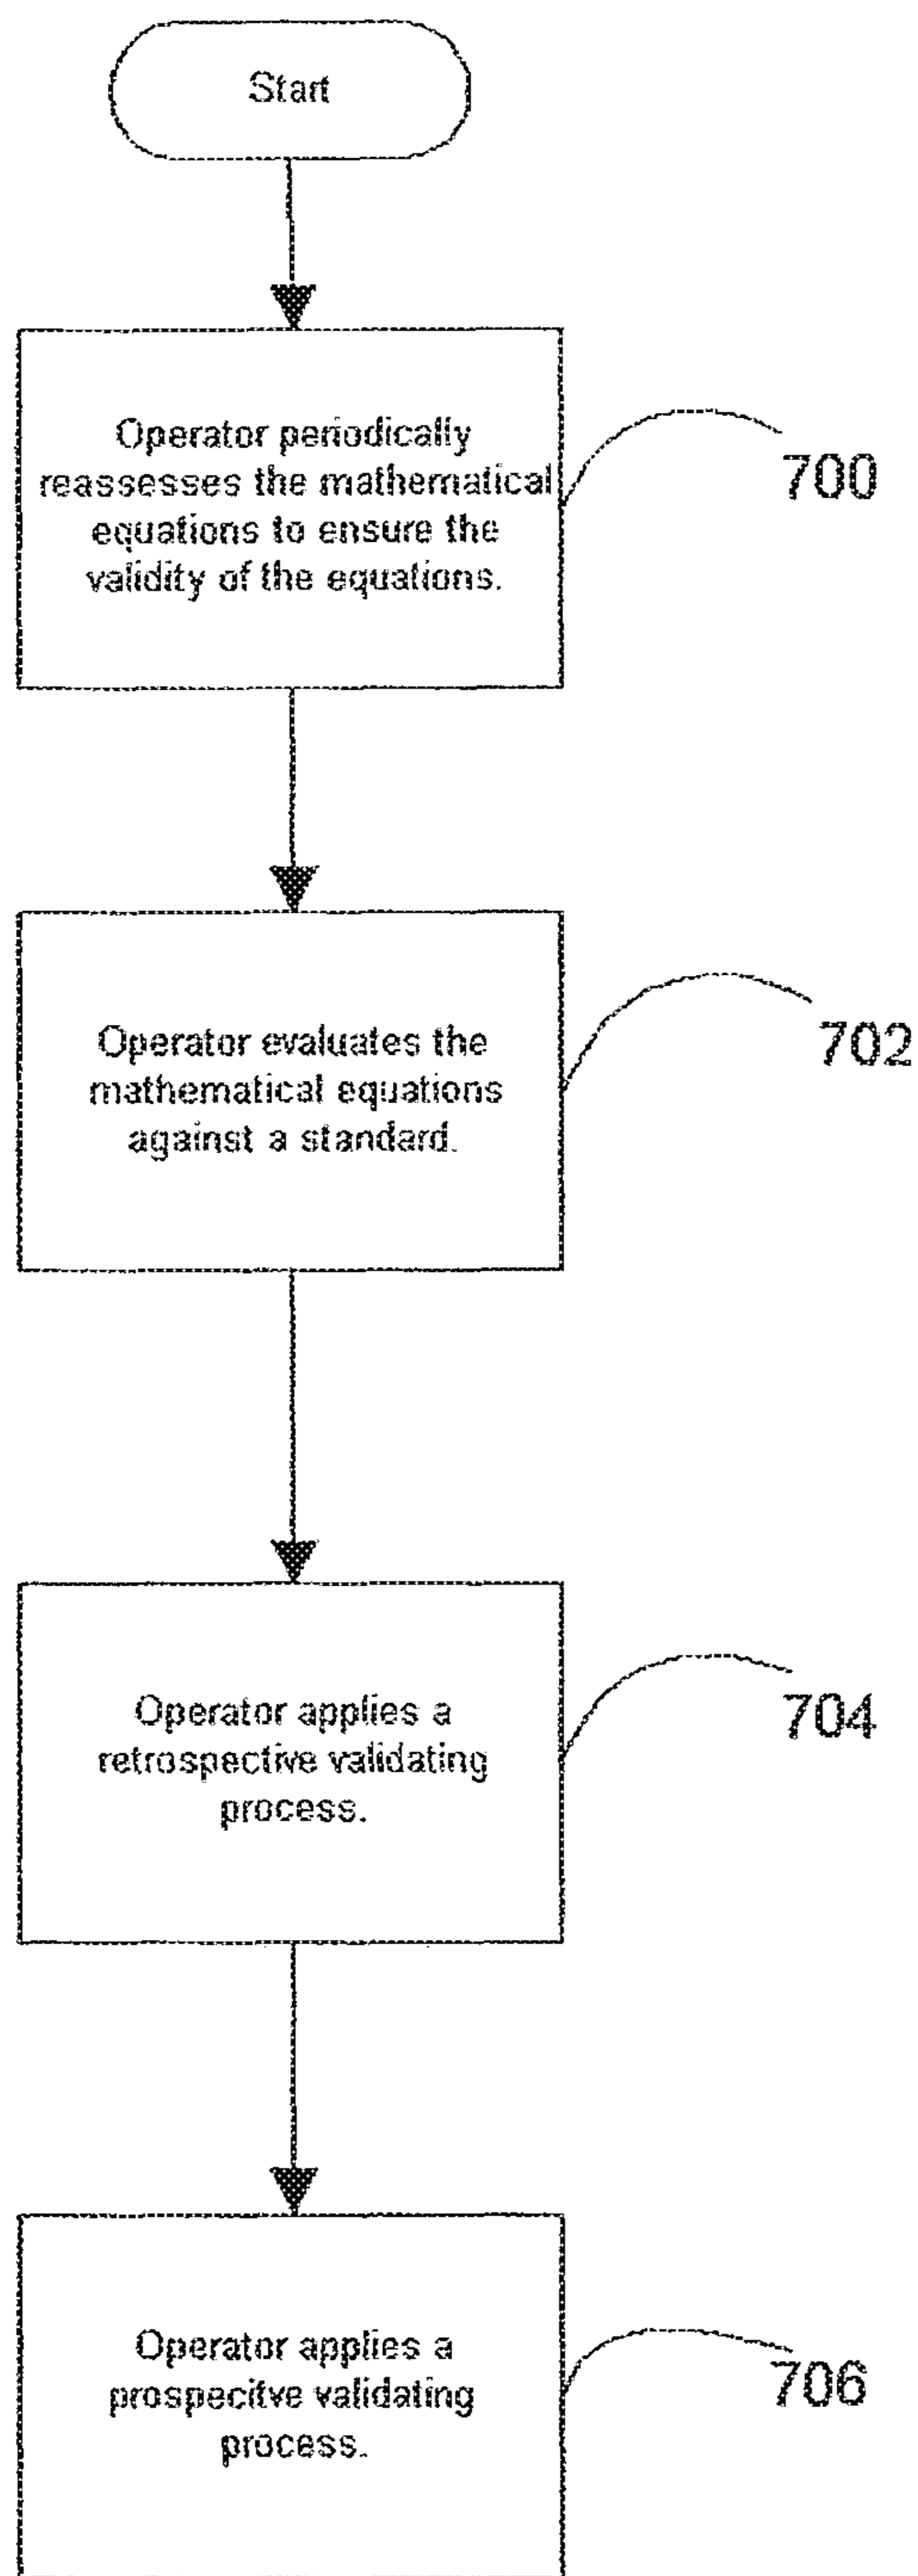 Start
Operator periodically
reassesses the mathematical
equations to ensure the
validity of the equations.
700
Operator evaluates the
mathematical equations
against a standard.
702
Operator applies a
retrospective validating
process.
704
Operator applies a
prospecitve validating
process.
706